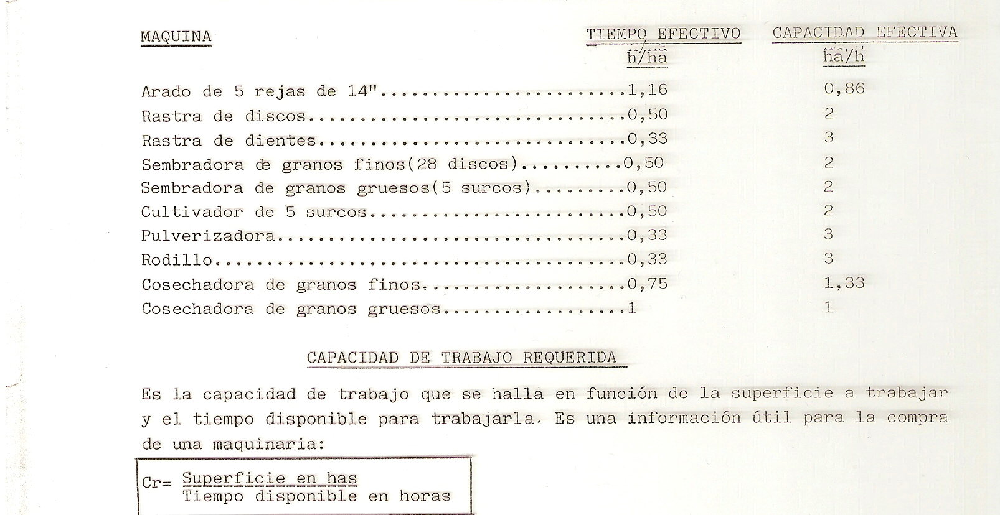 MAQUINA TIEMPO EFECTIVO CAPACIDAD EFECTIVA
h/ha ha/h
Arado de 5 rejas de 14"........................1,16 0,86
Rastra de discos...............................0,50 2
Rastra de dientes..............................0,33 3
Sembradora de granos finos(28 discos)..........0,50 2
Sembradora de granos gruesos(5 surcos).........0,50 2
Cultivador de 5 surcos.........................0,50 2
Pulverizadora..................................0,33 3
Rodillo........................................0,33 3
Cosechadora de granos finos....................0,75 1,33
Cosechadora de granos gruesos..................1 1
CAPACIDAD DE TRABAJO REQUERIDA
Es la capacidad de trabajo que se halla en función de la superficie a trabajar
y el tiempo disponible para trabajarla. Es una información útil para la compra
de una maquinaria:
Cr= Superficie en has
Tiempo disponible en horas